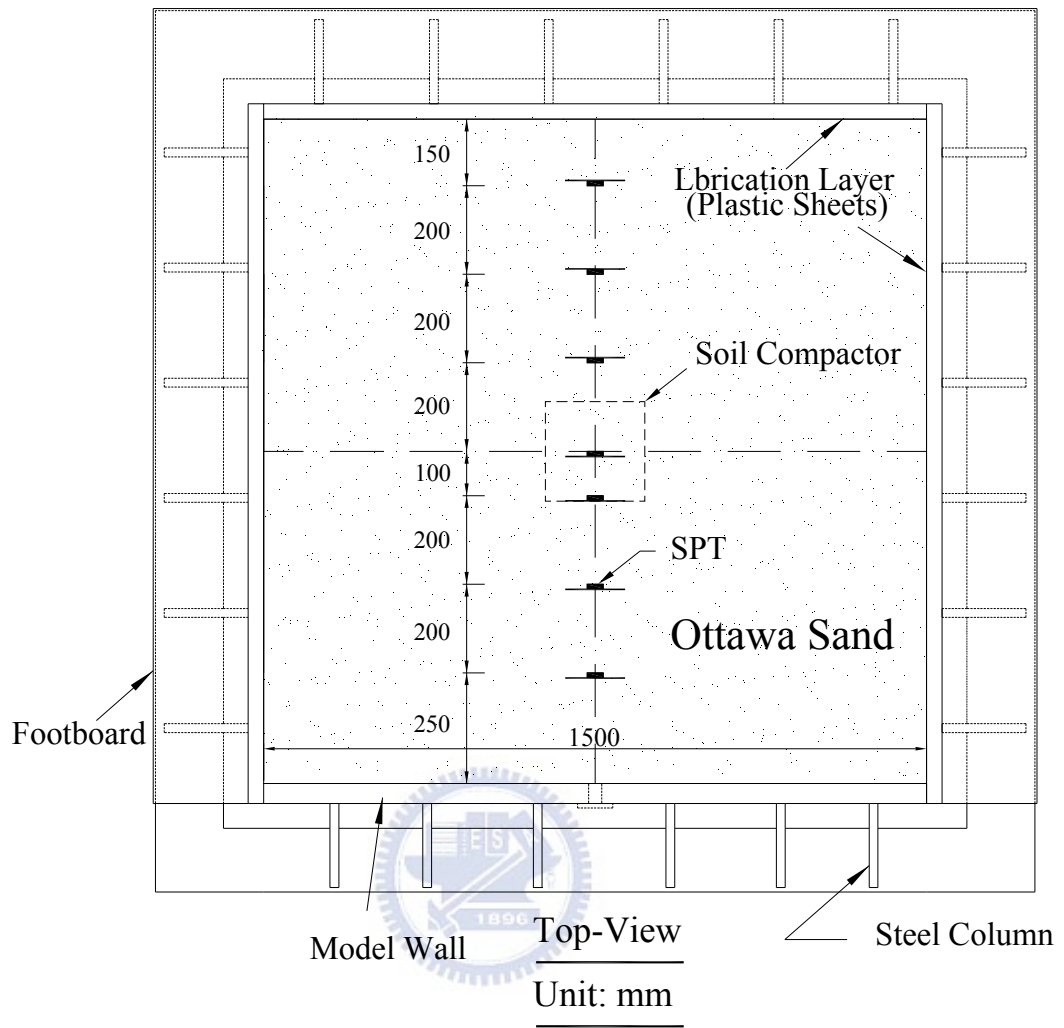 150
200
Lbrication Layer
(Plastic Sheets)
200
Soil Compactor
200
100
200
SPT
200
Ottawa Sand
Footboard
250
1500
E S
1896
Model Wall
Top-View
Steel Column
Unit: mm